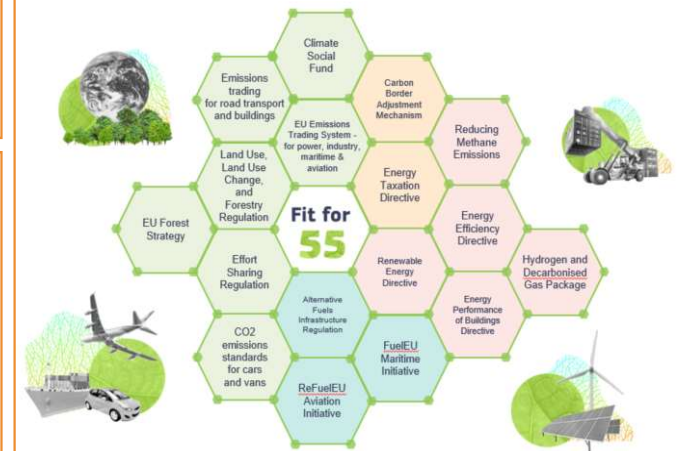 Climate
Social
Fund
Emissions
trading
for road transport
and buildings
Carbon
Border
Adjustment
Mechanism
EU Emissions
Trading System -
for power, industry,
maritime &
aviation
Reducing
Methane
Emissions
Land Use,
Land Use
Change,
and
Forestry
Regulation
Energy
Taxation
Directive
EU Forest
Strategy
Fit for
55
Energy
Efficiency
Directive
Effort
Sharing
Regulation
Renewable
Energy
Directive
Hydrogen and
Decarbonised
Gas Package
Alternative
Fuels
Infrastructure
Regulation
Energy
Performance
of Buildings
Directive
CO2
emissions
standards
for cars
and vans
FuelEU
Maritime
Initiative
ReFuelEU
Aviation
Initiative